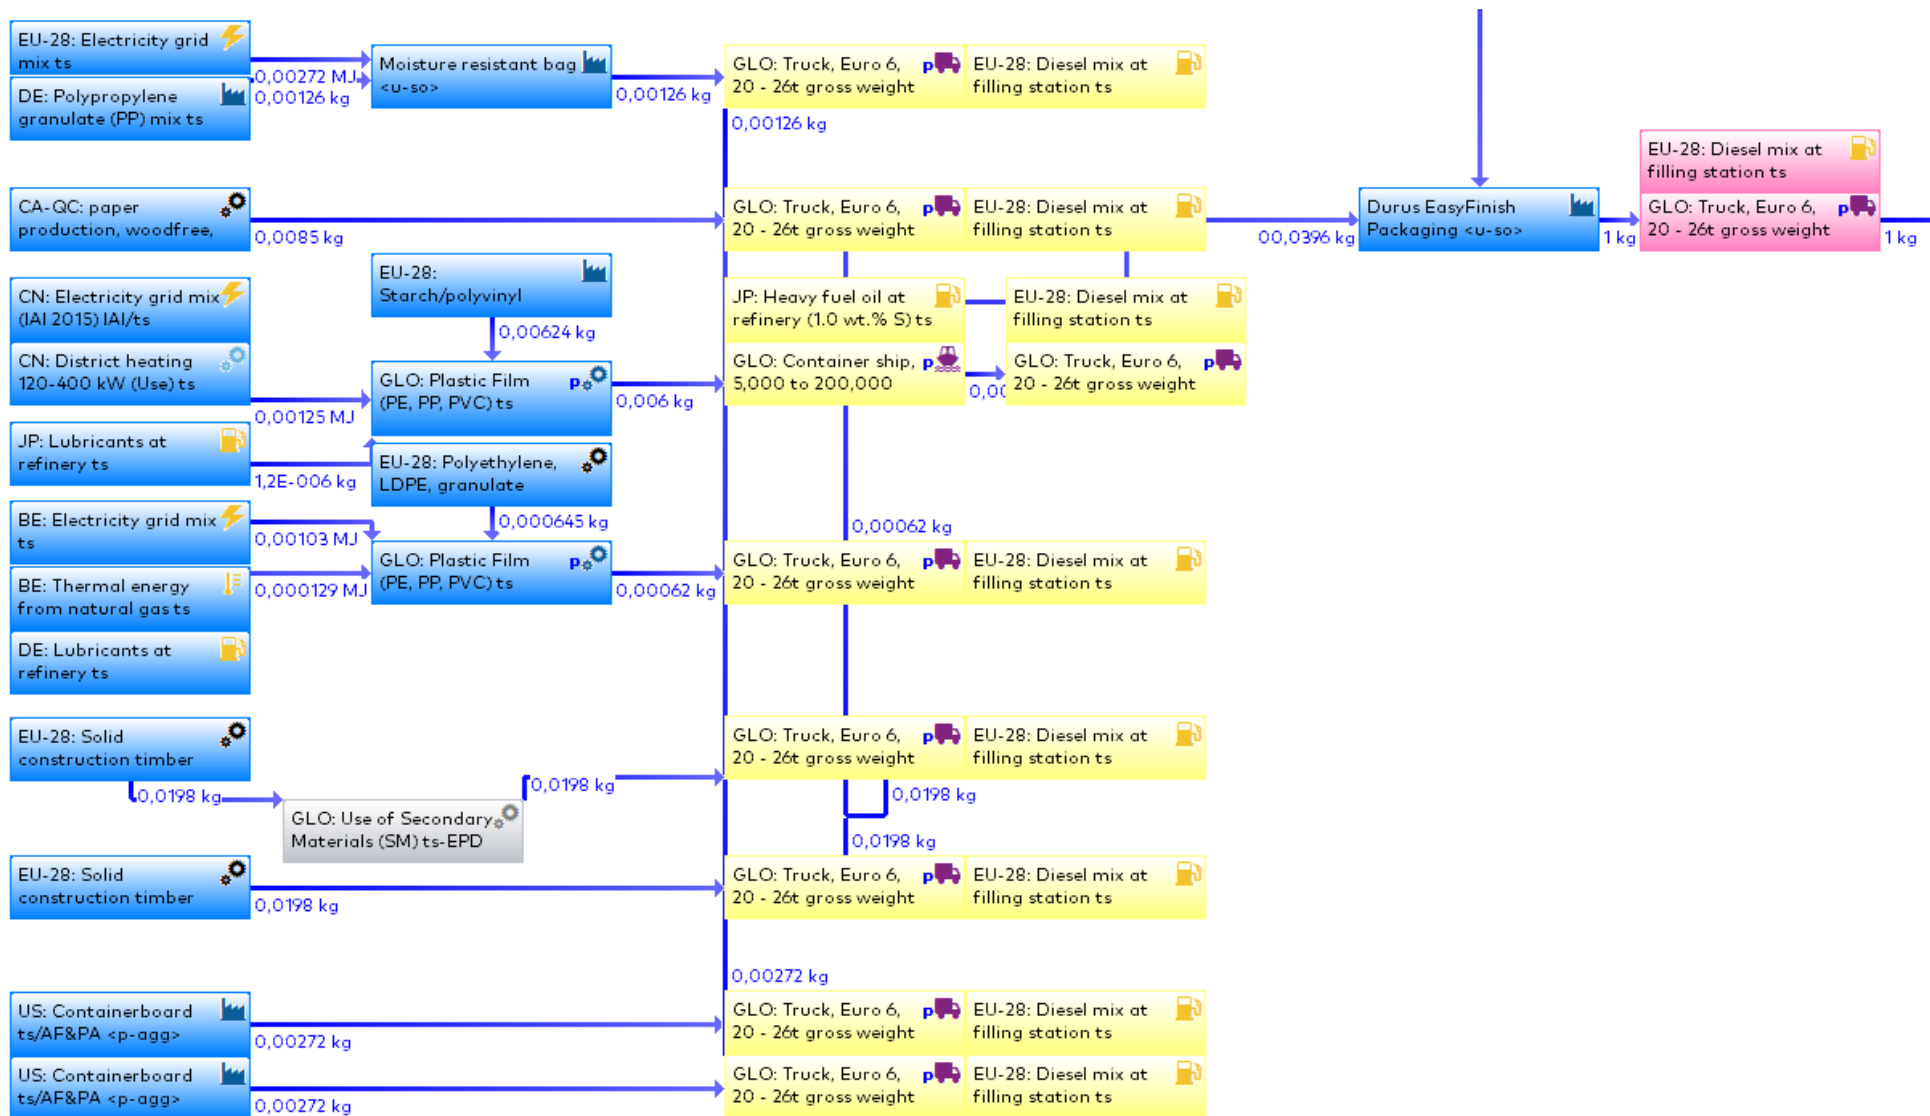 EU-28: Electricity grid
mix ts
0,00272 MJ
DE: Polypropylene
granulate (PP) mix ts
0,00126 kg
Moisture resistant bag
<u-so>
0,00126 kg
GLO: Truck, Euro 6,
20 - 26t gross weight
p
EU-28: Diesel mix at
filling station ts
0,00126 kg
CA-QC: paper
production, woodfree,
0,0085 kg
GLO: Truck, Euro 6,
20 - 26t gross weight
p
EU-28: Diesel mix at
filling station ts
00,0396 kg
Durus EasyFinish
Packaging <u-so>
1 kg
EU-28: Diesel mix at
filling station ts
GLO: Truck, Euro 6,
20 - 26t gross weight
p
1 kg
CN: Electricity grid mix
(IAI 2015) IAI/ts
CN: District heating
120-400 kW (Use) ts
0,00125 MJ
EU-28:
Starch/polyvinyl
0,00624 kg
GLO: Plastic Film
(PE, PP, PVC) ts
p
0,006 kg
JP: Heavy fuel oil at
refinery (1.0 wt.% S) ts
GLO: Container ship,
5,000 to 200,000
p
0,00
EU-28: Diesel mix at
filling station ts
GLO: Truck, Euro 6,
20 - 26t gross weight
p
JP: Lubricants at
refinery ts
1,2E-006 kg
EU-28: Polyethylene,
LDPE, granulate
0,000645 kg
BE: Electricity grid mix
ts
0,00103 MJ
BE: Thermal energy
from natural gas ts
0,000129 MJ
DE: Lubricants at
refinery ts
GLO: Plastic Film
(PE, PP, PVC) ts
p
0,00062 kg
0,00062 kg
GLO: Truck, Euro 6,
20 - 26t gross weight
p
EU-28: Diesel mix at
filling station ts
EU-28: Solid
construction timber
0,0198 kg
GLO: Use of Secondary
Materials (SM) ts-EPD
0,0198 kg
GLO: Truck, Euro 6,
20 - 26t gross weight
p
EU-28: Diesel mix at
filling station ts
0,0198 kg
0,0198 kg
EU-28: Solid
construction timber
0,0198 kg
GLO: Truck, Euro 6,
20 - 26t gross weight
p
EU-28: Diesel mix at
filling station ts
0,00272 kg
US: Containerboard
ts/AF&PA <p-agg>
0,00272 kg
GLO: Truck, Euro 6,
20 - 26t gross weight
p
EU-28: Diesel mix at
filling station ts
US: Containerboard
ts/AF&PA <p-agg>
0,00272 kg
GLO: Truck, Euro 6,
20 - 26t gross weight
p
EU-28: Diesel mix at
filling station ts